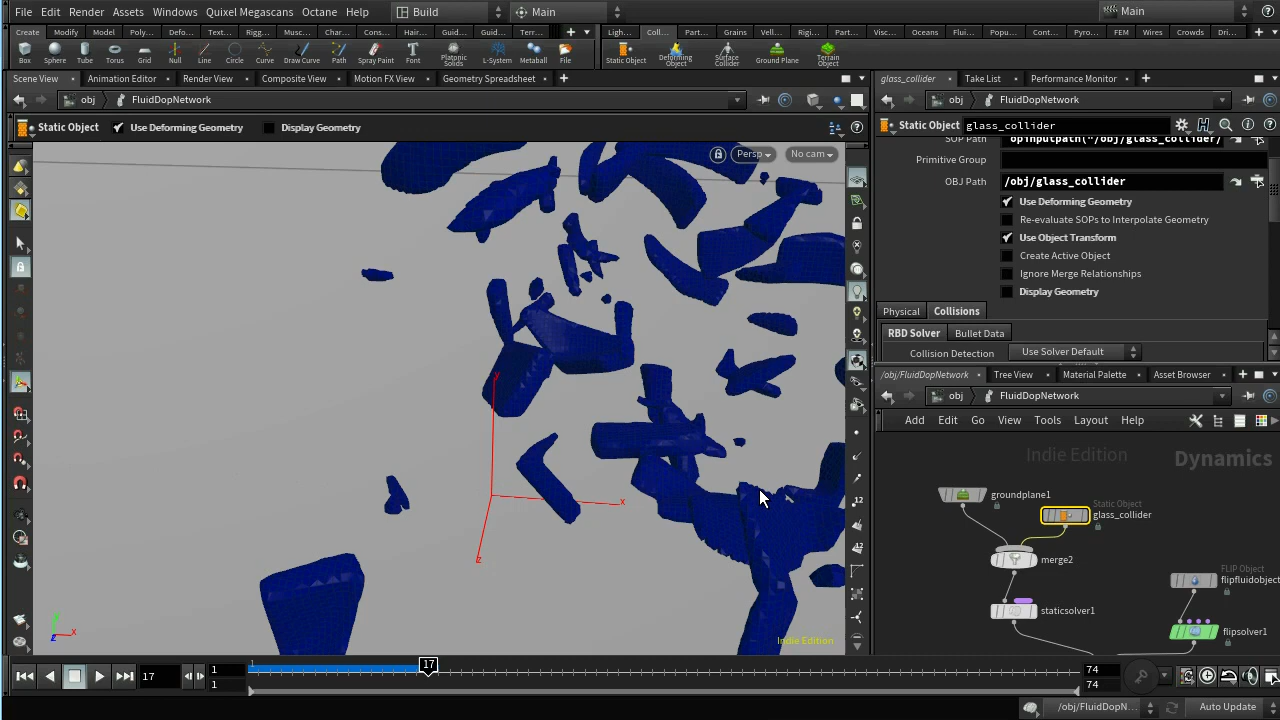 File Edit Render Assets Windows Quixel Megascans Octane Help Build Main Main
Create Modify Model Poly... Defo... Text... Rigg... Musc... Char... Cons... Hair... Guid... Guid... Terr... Ligh... Coll... Part... Grains Vell... Rigi... Part... Visc... Oceans Flui... Popu... Cont... Pyro... FEM Wires Crowds Dri...
Box Sphere Tube Torus Grid Null Line Circle Curve Draw Curve Path Spray Paint Font Platonic Solids L-System Metaball File Static Object Deforming Object Surface Collider Ground Plane Terrain Object
Scene View Animation Editor Render View Composite View Motion FX View Geometry Spreadsheet glass_collider Take List Performance Monitor
obj FluidDopNetwork obj FluidDopNetwork
Static Object Use Deforming Geometry Display Geometry Static Object glass_collider
SOP Path opinputpath("/obj/glass_collider/
Persp No cam
Primitive Group
OBJ Path /obj/glass_collider
Use Deforming Geometry
Re-evaluate SOPs to Interpolate Geometry
Use Object Transform
Create Active Object
Ignore Merge Relationships
Display Geometry
Physical Collisions
RBD Solver Bullet Data
Collision Detection Use Solver Default
/obj/FluidDopNetwork Tree View Material Palette Asset Browser
obj FluidDopNetwork
Add Edit Go View Tools Layout Help
Indie Edition Dynamics
groundplane1
Static Object
glass_collider
merge2
FLIP Object
flipfluidobject
staticsolver1
flipsolver1
y
x
z
x
Indie Edition
17 1 1 17 74
1 74
/obj/FluidDopN... Auto Update